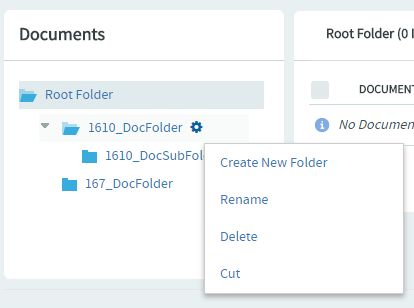 Documents
Root Folder (0
Root Folder
DOCUMENT
1610_DocFolder
No Documen
1610_DocSubFol
167_DocFolder
Create New Folder
Rename
Delete
Cut